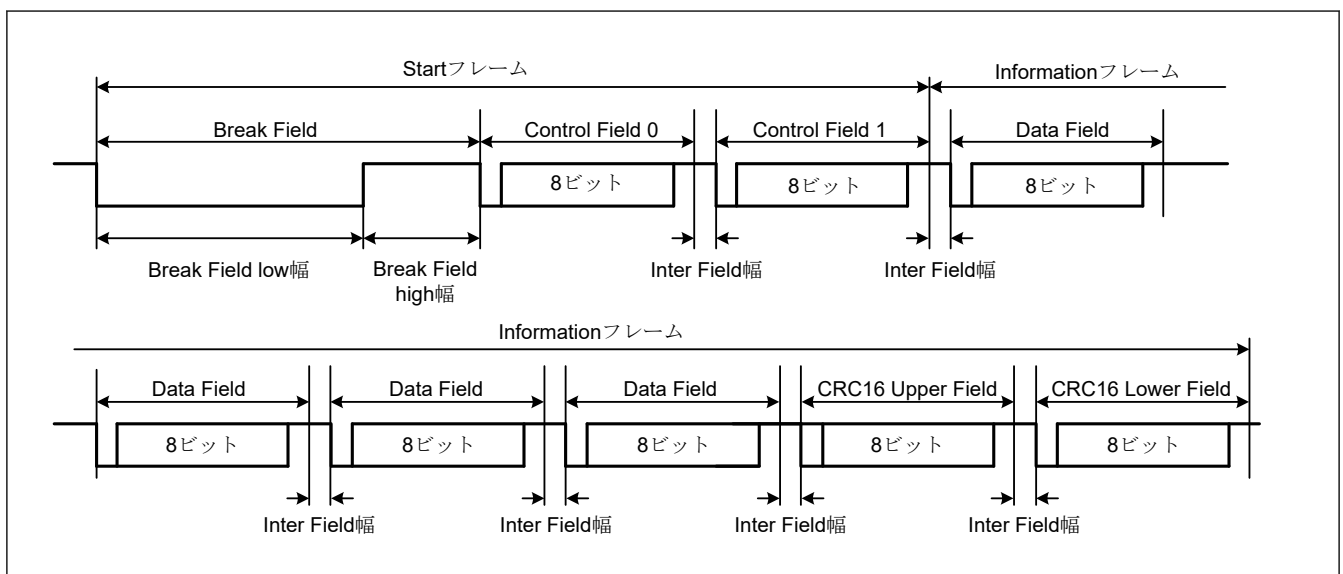 Startフレーム
Informationフレーム
Break Field
Control Field 0
Control Field 1
Data Field
8ビット
8ビット
8ビット
Break Field low幅
Break Field
high幅
Inter Field幅
Inter Field幅
Informationフレーム
Data Field
Data Field
Data Field
CRC16 Upper Field
CRC16 Lower Field
8ビット
8ビット
8ビット
8ビット
8ビット
Inter Field幅
Inter Field幅
Inter Field幅
Inter Field幅